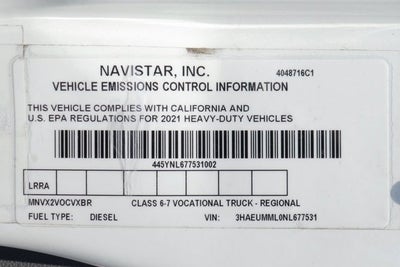 NAVISTAR, INC. 4048716C1
VEHICLE EMISSIONS CONTROL INFORMATION
THIS VEHICLE COMPLIES WITH CALIFORNIA AND
U.S. EPA REGULATIONS FOR 2021 HEAVY-DUTY VEHICLES
445YNL677531002
LRRA
MNVX2VOCVXBR CLASS 6-7 VOCATIONAL TRUCK - REGIONAL
FUEL TYPE: DIESEL VIN: 3HAEUMML0NL677531